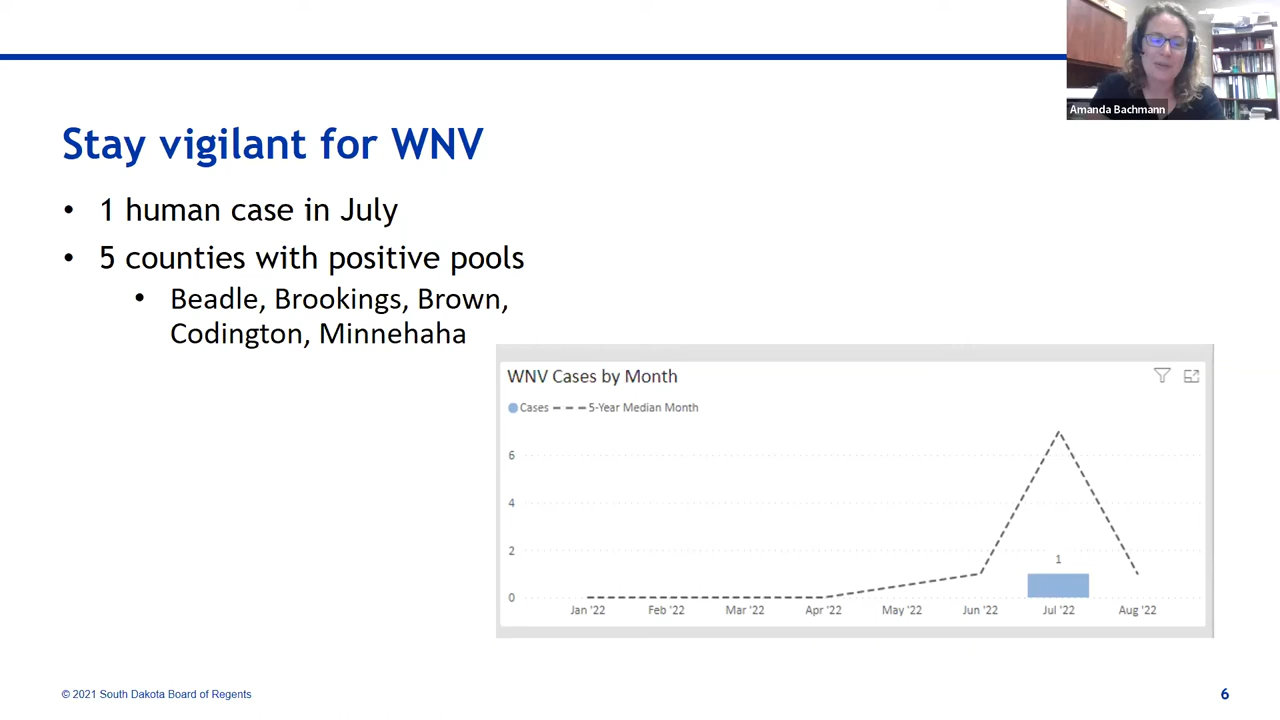 Amanda Bachmann
Stay vigilant for WNV
• 1 human case in July
• 5 counties with positive pools
• Beadle, Brookings, Brown,
Codington, Minnehaha
WNV Cases by Month
Cases 5-Year Median Month
6
4
2
0
1
Jan '22 Feb '22 Mar '22 Apr '22 May '22 Jun '22 Jul '22 Aug '22
© 2021 South Dakota Board of Regents
6